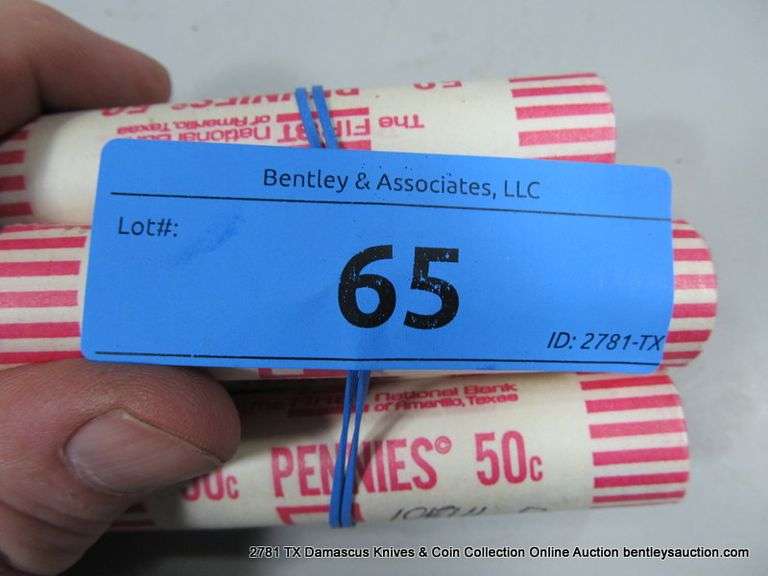 PENNIES 50
The FIRST National Bank
of Amarillo, Texas
Bentley & Associates, LLC
Lot#:
65
ID: 2781-TX
National Bank
of Amarillo, Texas
50c PENNIES© 50c
2781 TX Damascus Knives & Coin Collection Online Auction bentleysauction.com